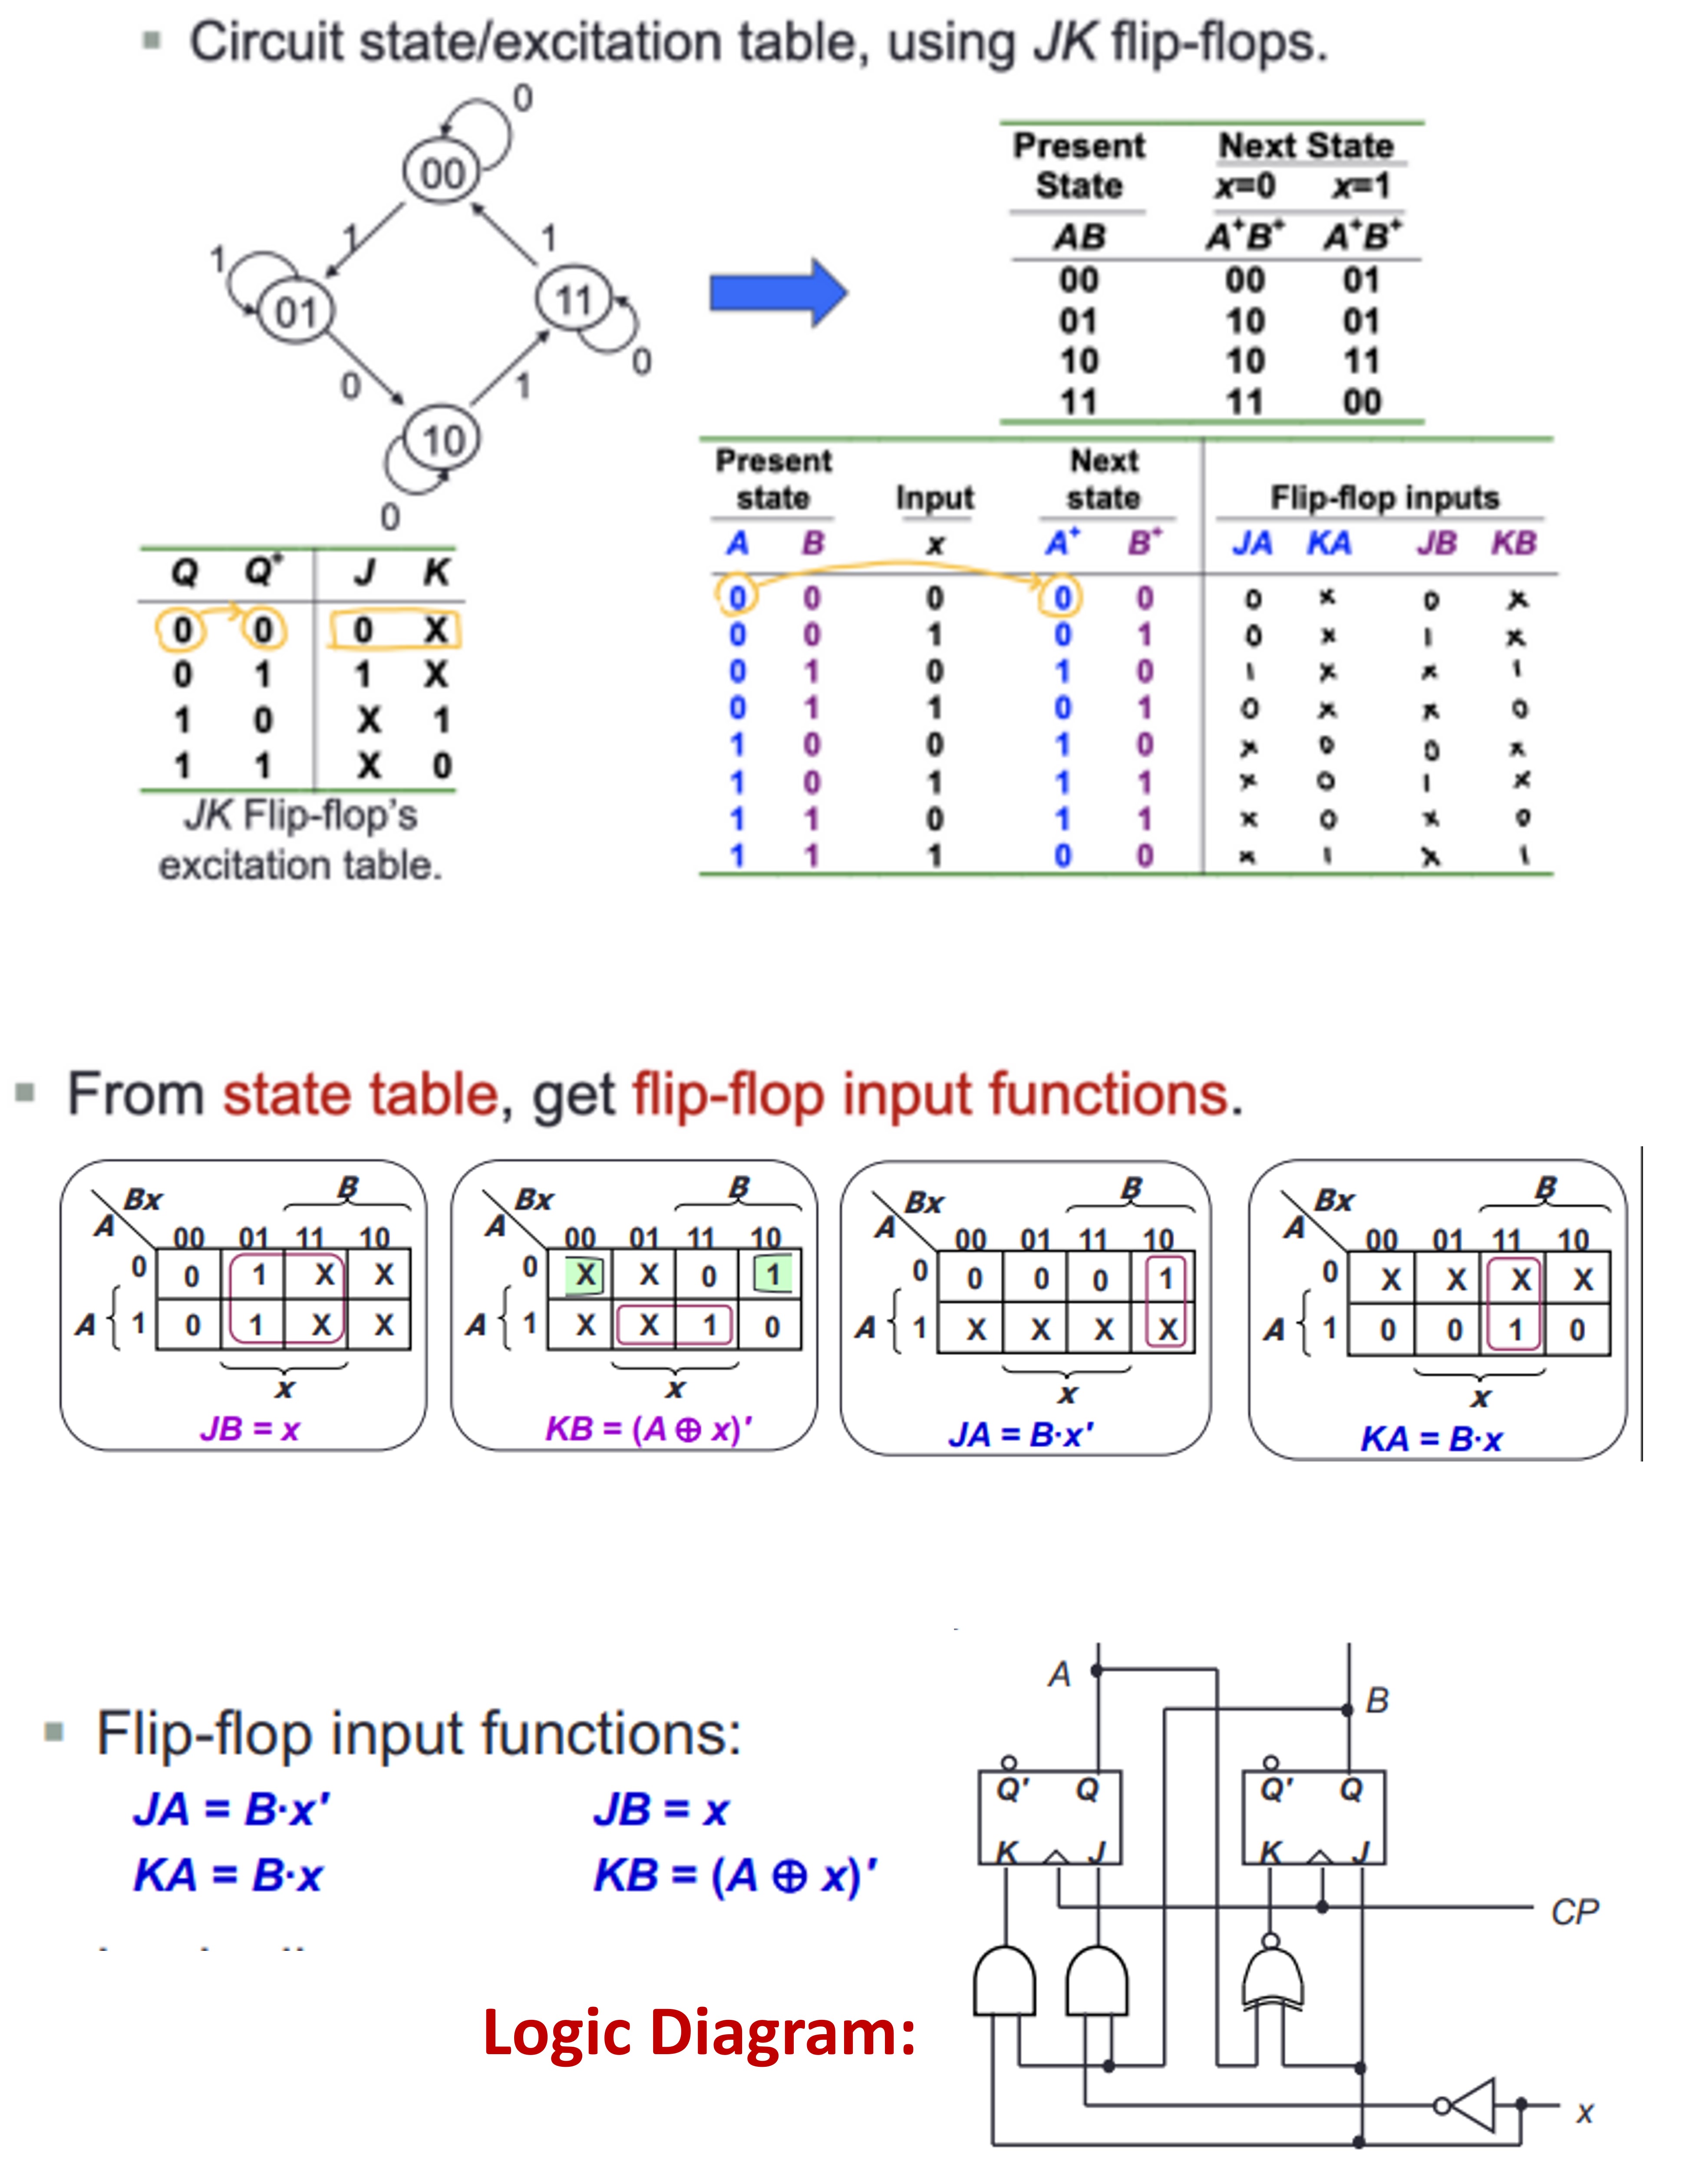 ▪ Circuit state/excitation table, using JK flip-flops.
0
00
1
1
1
01
11
0
0
1
10
0
Present Next State
State x=0 x=1
AB A⁺B⁺ A⁺B⁺
00 00 01
01 10 01
10 10 11
11 11 00
Q Q⁺ J K
0 0 0 X
0 1 1 X
1 0 X 1
1 1 X 0
JK Flip-flop's
excitation table.
Present Next
state Input state Flip-flop inputs
A B x A⁺ B⁺ JA KA JB KB
0 0 0 0 0 0 x 0 x
0 0 1 0 1 0 x 1 x
0 1 0 1 0 1 x x 1
0 1 1 0 1 0 x x 0
1 0 0 1 0 x 0 0 x
1 0 1 1 1 x 0 1 x
1 1 0 1 1 x 0 x 0
1 1 1 0 0 x 1 x 1
▪ From state table, get flip-flop input functions.
B
Bx
A
00 01 11 10
0 0 1 X X
A 1 0 1 X X
x
JB = x
B
Bx
A
00 01 11 10
0 X X 0 1
A 1 X X 1 0
x
KB = (A ⊕ x)'
B
Bx
A
00 01 11 10
0 0 0 0 1
A 1 X X X X
x
JA = B·x'
B
Bx
A
00 01 11 10
0 X X X X
A 1 0 0 1 0
x
KA = B·x
▪ Flip-flop input functions:
JA = B·x' JB = x
KA = B·x KB = (A ⊕ x)'
Logic Diagram:
A
B
Q' Q Q' Q
K J K J
CP
x